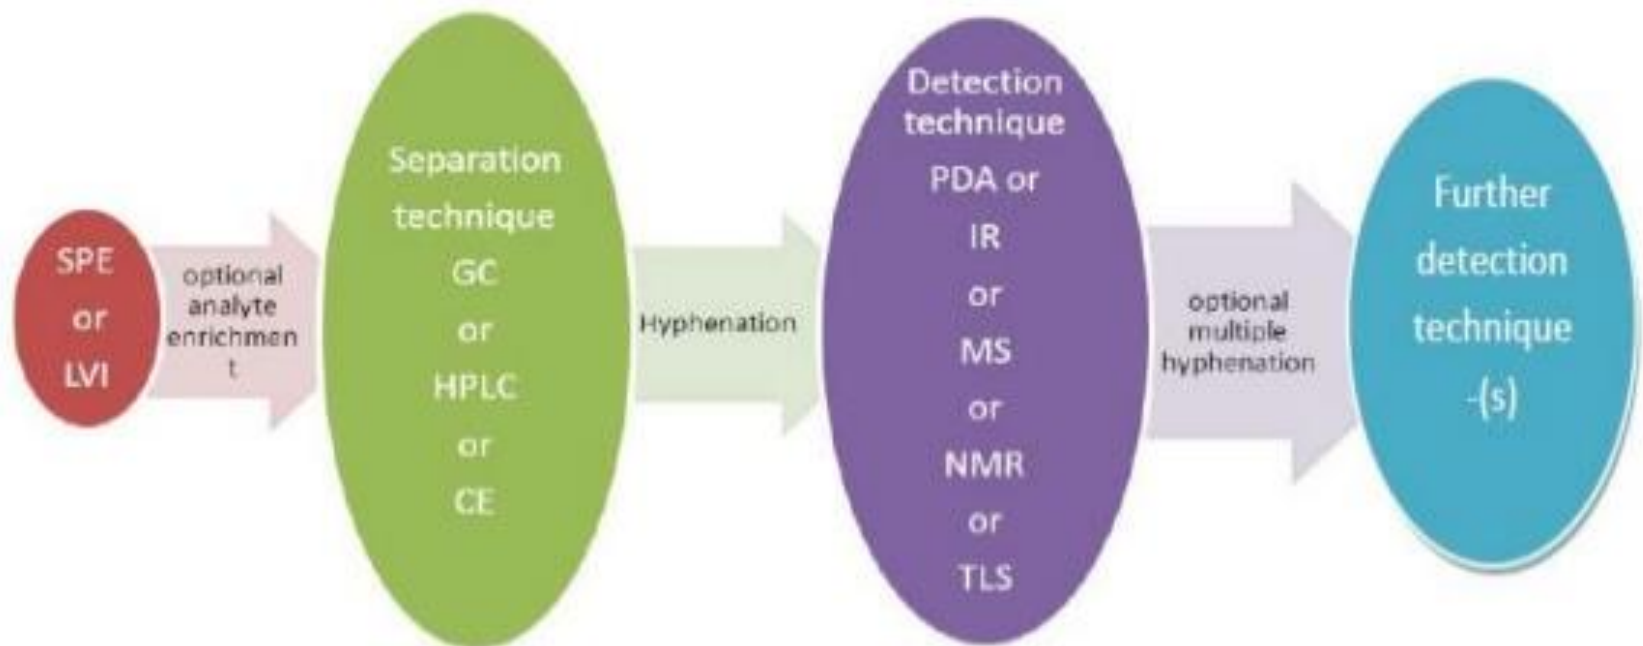 SPE
or
LVI
optional
analyte
enrichmen
t
Separation
technique
GC
or
HPLC
or
CE
Hyphenation
Detection
technique
PDA or
IR
or
MS
or
NMR
or
TLS
optional
multiple
hyphenation
Further
detection
technique
-(s)